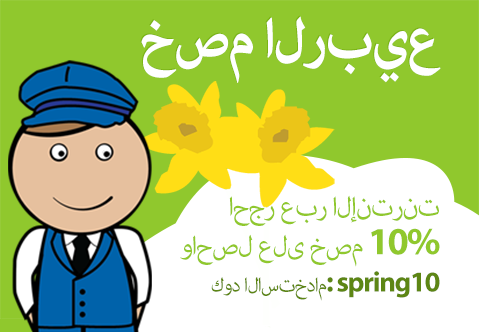 خصم الربيع
احجز عبر الإنترنت
واحصل على خصم 10%
كود الاستخدام: spring10